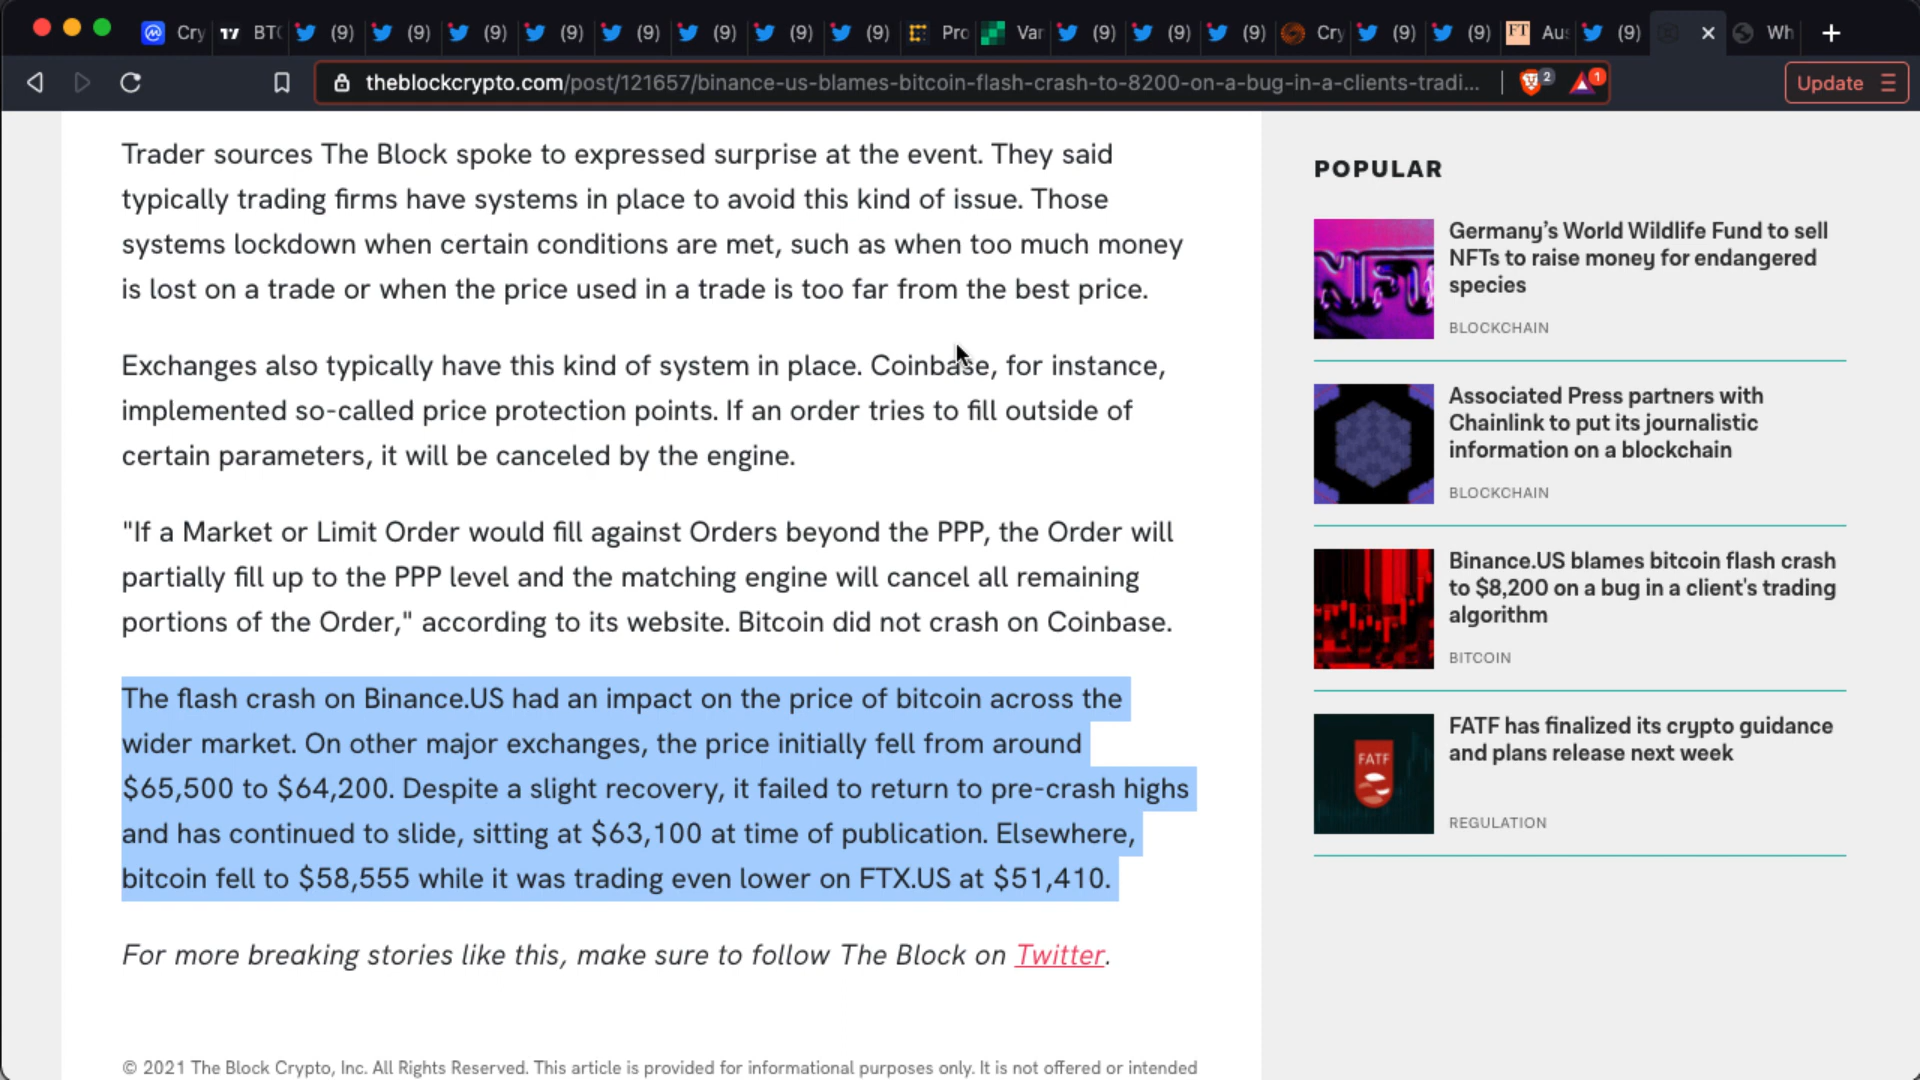 Cry
BTC
(9)
(9)
(9)
(9)
(9)
(9)
(9)
(9)
Pro
Var
(9)
(9)
(9)
Cry
(9)
(9)
FT
Aus
(9)
Wh
theblockcrypto.com/post/121657/binance-us-blames-bitcoin-flash-crash-to-8200-on-a-bug-in-a-clients-tradi...
2
1
Update
Trader sources The Block spoke to expressed surprise at the event. They said
typically trading firms have systems in place to avoid this kind of issue. Those
systems lockdown when certain conditions are met, such as when too much money
is lost on a trade or when the price used in a trade is too far from the best price.
Exchanges also typically have this kind of system in place. Coinbase, for instance,
implemented so-called price protection points. If an order tries to fill outside of
certain parameters, it will be canceled by the engine.
"If a Market or Limit Order would fill against Orders beyond the PPP, the Order will
partially fill up to the PPP level and the matching engine will cancel all remaining
portions of the Order," according to its website. Bitcoin did not crash on Coinbase.
The flash crash on Binance.US had an impact on the price of bitcoin across the
wider market. On other major exchanges, the price initially fell from around
$65,500 to $64,200. Despite a slight recovery, it failed to return to pre-crash highs
and has continued to slide, sitting at $63,100 at time of publication. Elsewhere,
bitcoin fell to $58,555 while it was trading even lower on FTX.US at $51,410.
For more breaking stories like this, make sure to follow The Block on Twitter.
© 2021 The Block Crypto, Inc. All Rights Reserved. This article is provided for informational purposes only. It is not offered or intended
POPULAR
NFT
Germany's World Wildlife Fund to sell
NFTs to raise money for endangered
species
BLOCKCHAIN
Associated Press partners with
Chainlink to put its journalistic
information on a blockchain
BLOCKCHAIN
Binance.US blames bitcoin flash crash
to $8,200 on a bug in a client's trading
algorithm
BITCOIN
FATF
FATF has finalized its crypto guidance
and plans release next week
REGULATION